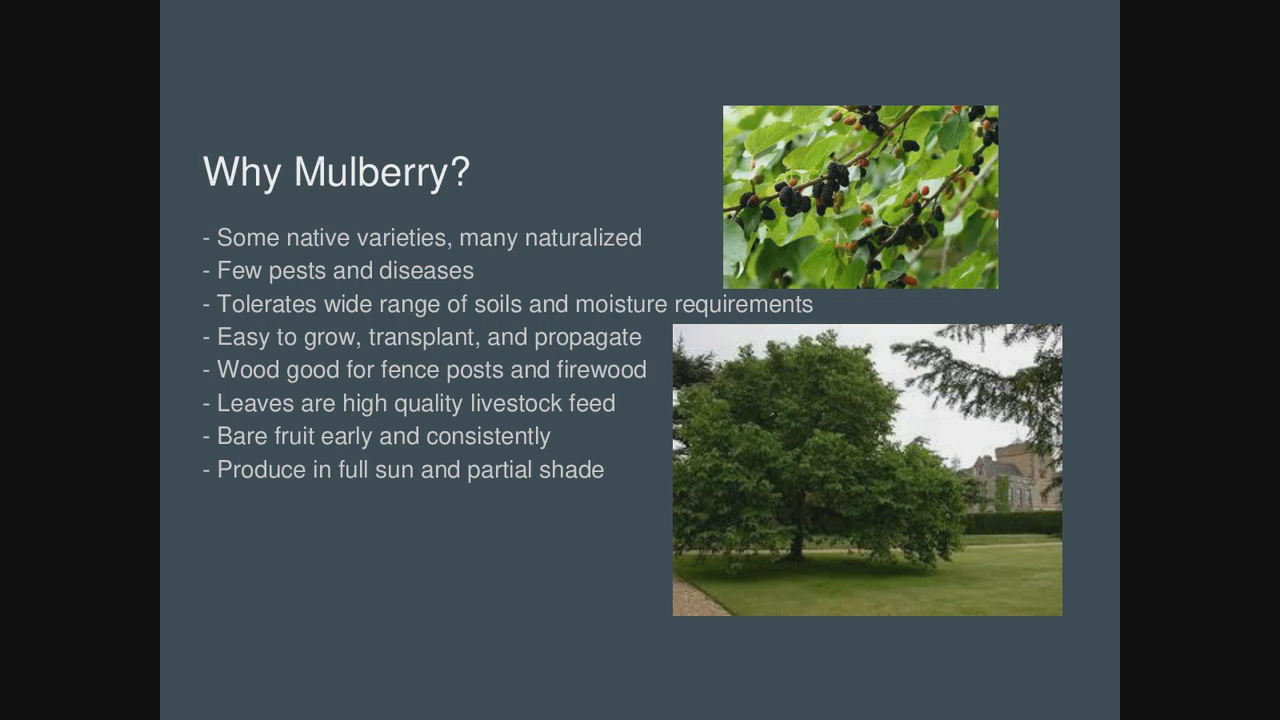 Why Mulberry?
- Some native varieties, many naturalized
- Few pests and diseases
- Tolerates wide range of soils and moisture requirements
- Easy to grow, transplant, and propagate
- Wood good for fence posts and firewood
- Leaves are high quality livestock feed
- Bare fruit early and consistently
- Produce in full sun and partial shade